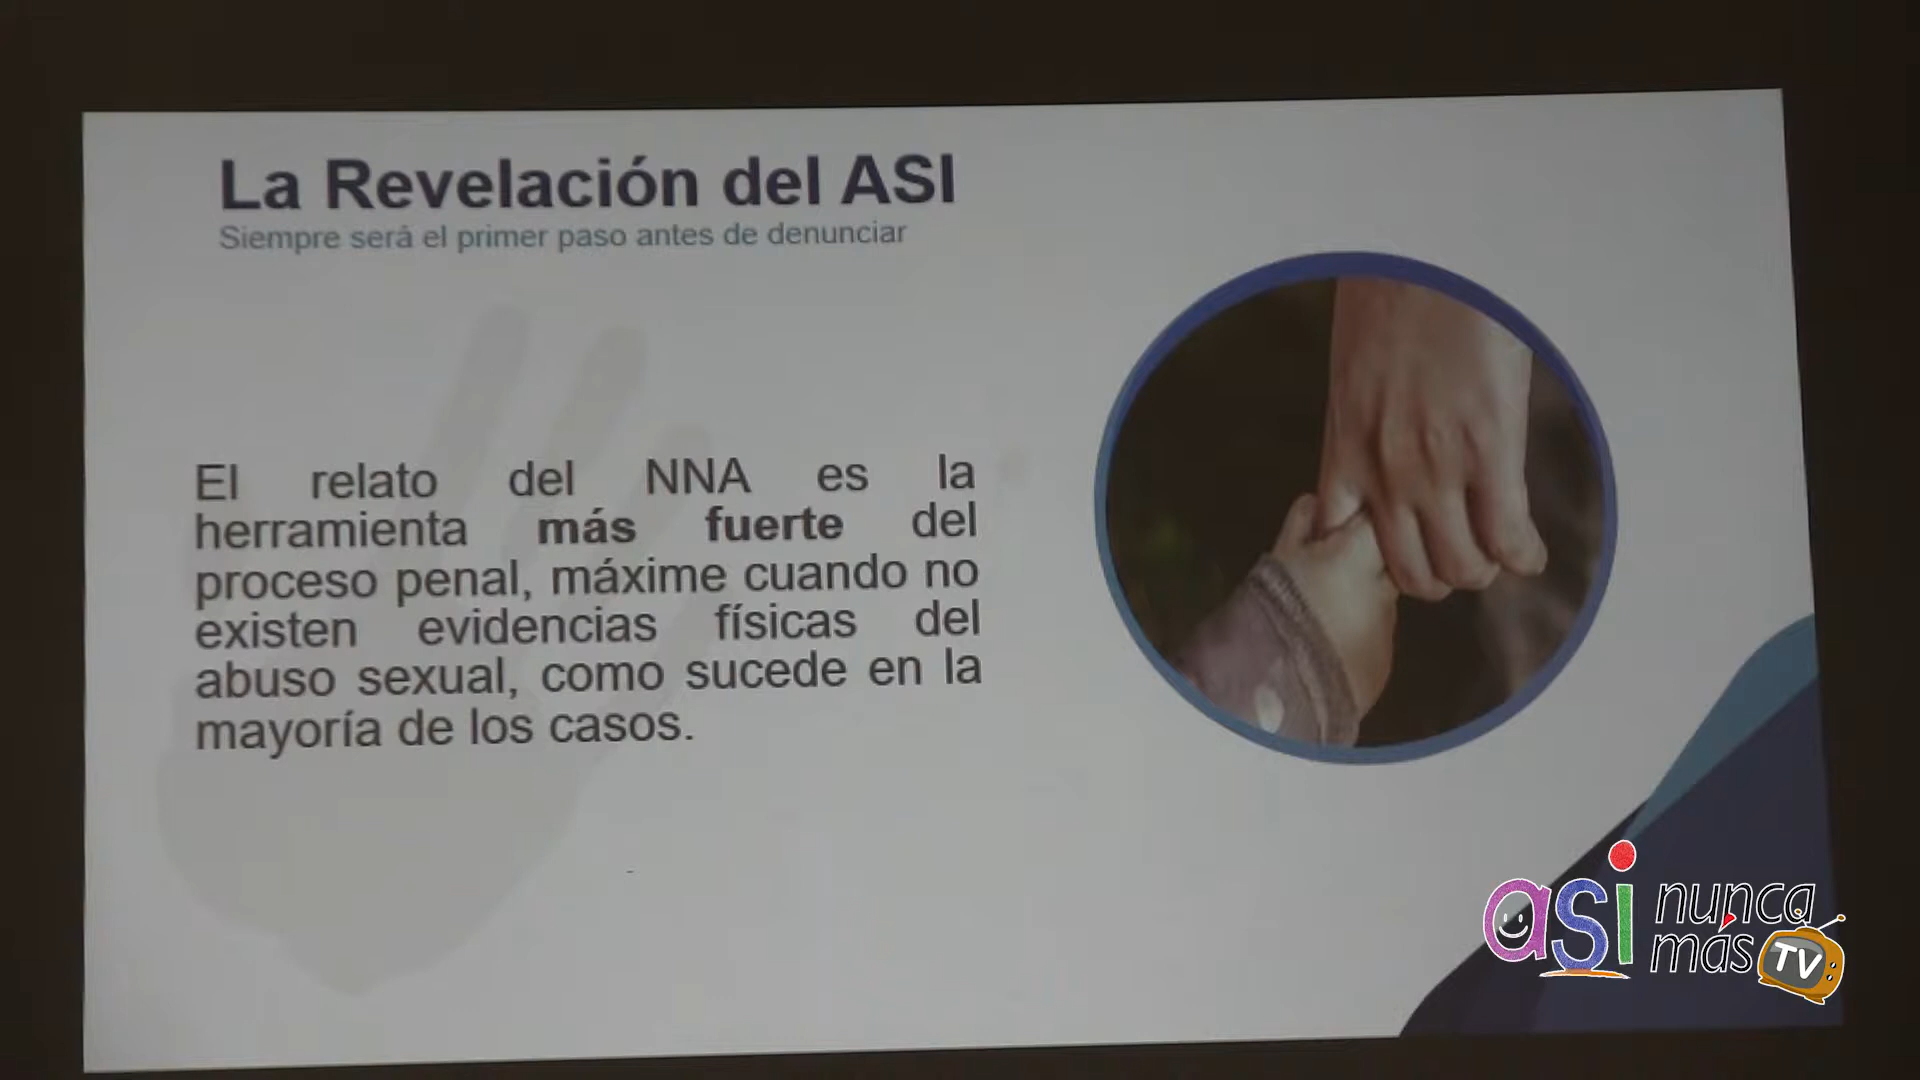 La Revelación del ASI
Siempre será el primer paso antes de denunciar
El relato del NNA es la
herramienta más fuerte del
proceso penal, máxime cuando no
existen evidencias físicas del
abuso sexual, como sucede en la
mayoría de los casos.
asi nunca
más TV